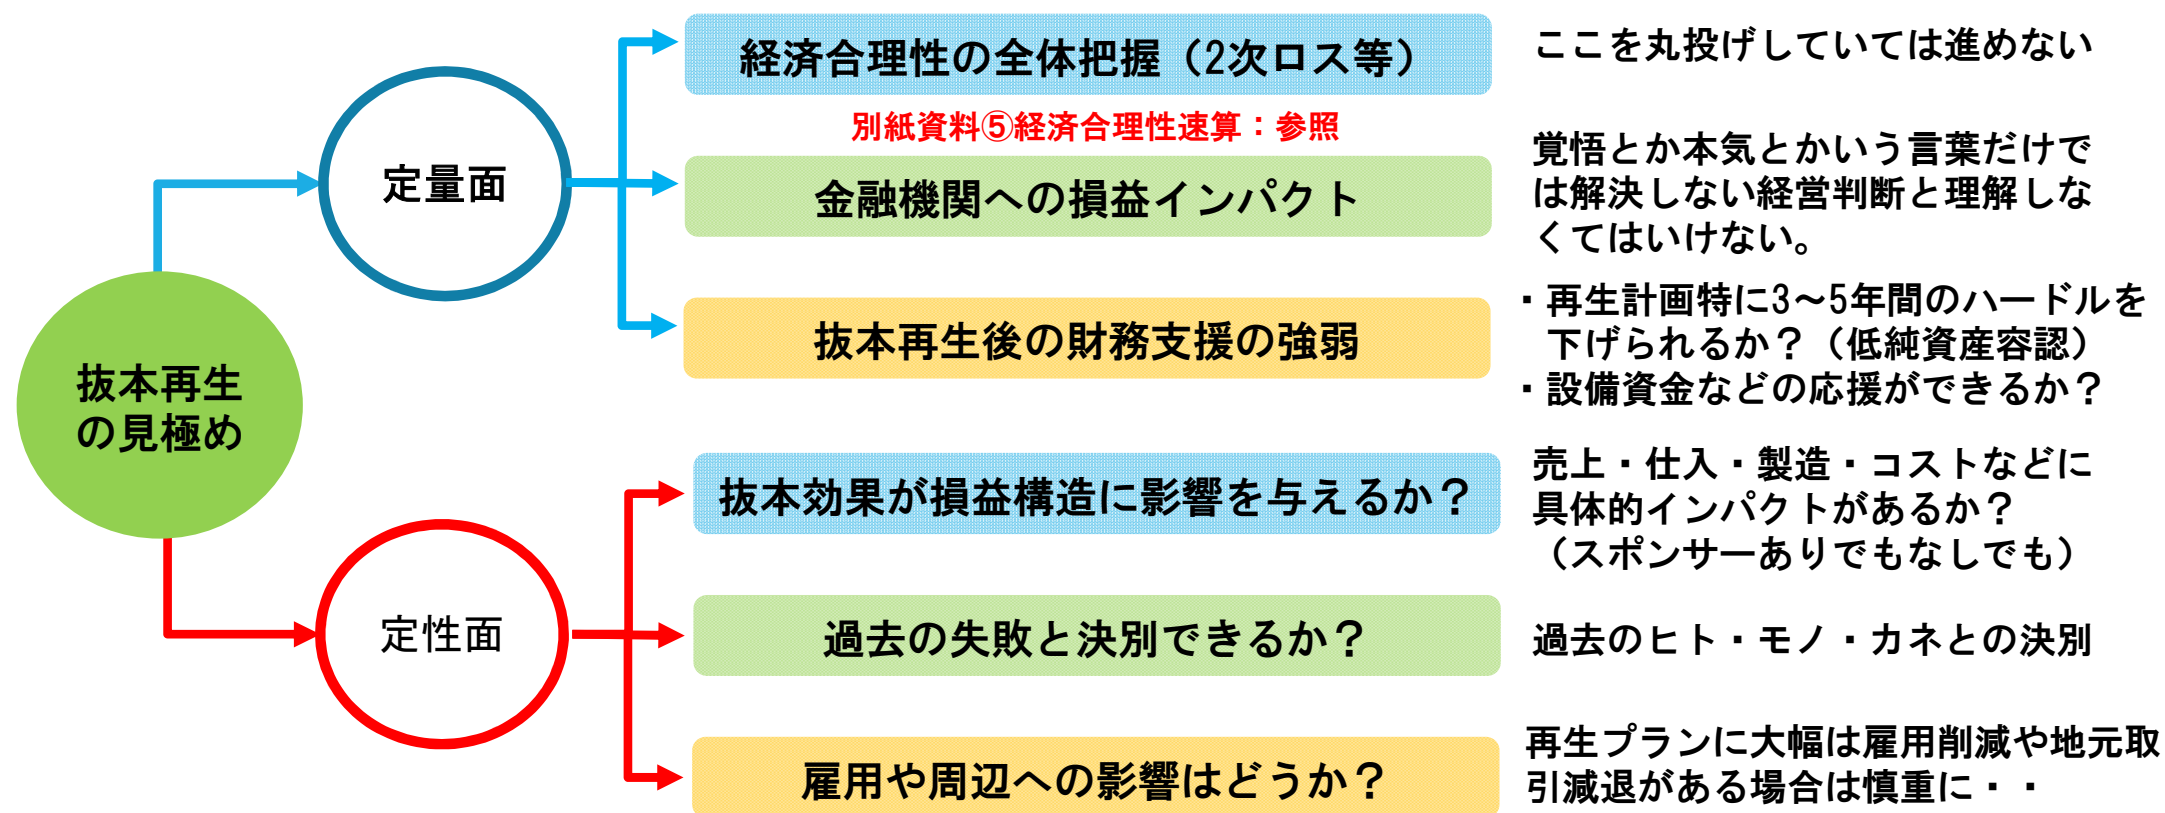 抜本再生
の見極め
定量面
経済合理性の全体把握（2次ロス等）
ここを丸投げしていては進めない
別紙資料⑤経済合理性速算：参照
金融機関への損益インパクト
覚悟とか本気とかいう言葉だけで
は解決しない経営判断と理解しな
くてはいけない。
抜本再生後の財務支援の強弱
・再生計画特に3～5年間のハードルを
下げられるか？（低純資産容認）
・設備資金などの応援ができるか？
定性面
抜本効果が損益構造に影響を与えるか？
売上・仕入・製造・コストなどに
具体的インパクトがあるか？
（スポンサーありでもなしでも）
過去の失敗と決別できるか？
過去のヒト・モノ・カネとの決別
雇用や周辺への影響はどうか？
再生プランに大幅は雇用削減や地元取
引減退がある場合は慎重に・・